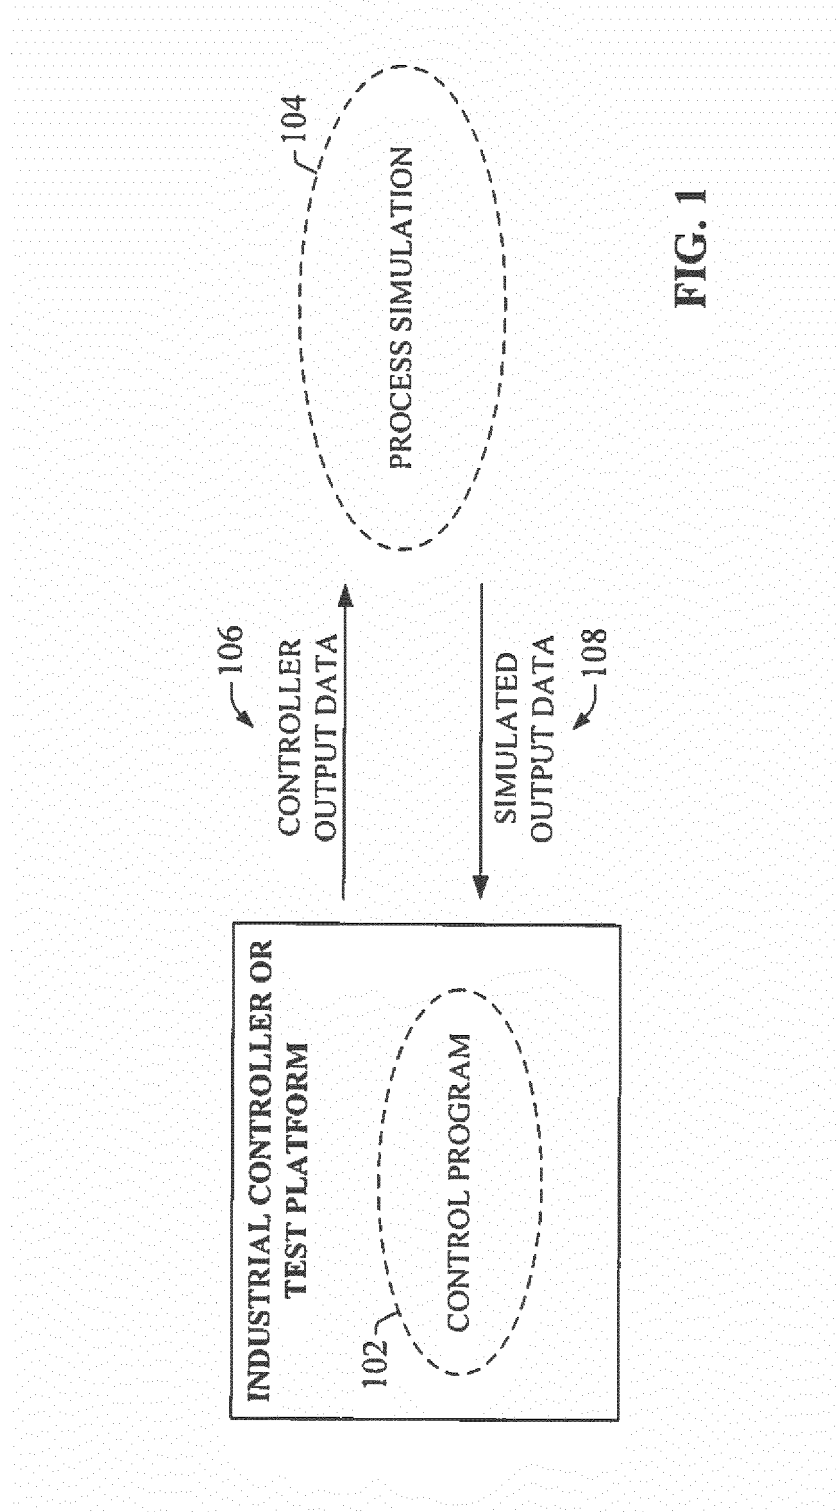 INDUSTRIAL CONTROLLER OR
TEST PLATFORM
102
CONTROL PROGRAM
106
CONTROLLER
OUTPUT DATA
SIMULATED
OUTPUT DATA
108
104
PROCESS SIMULATION
FIG. 1